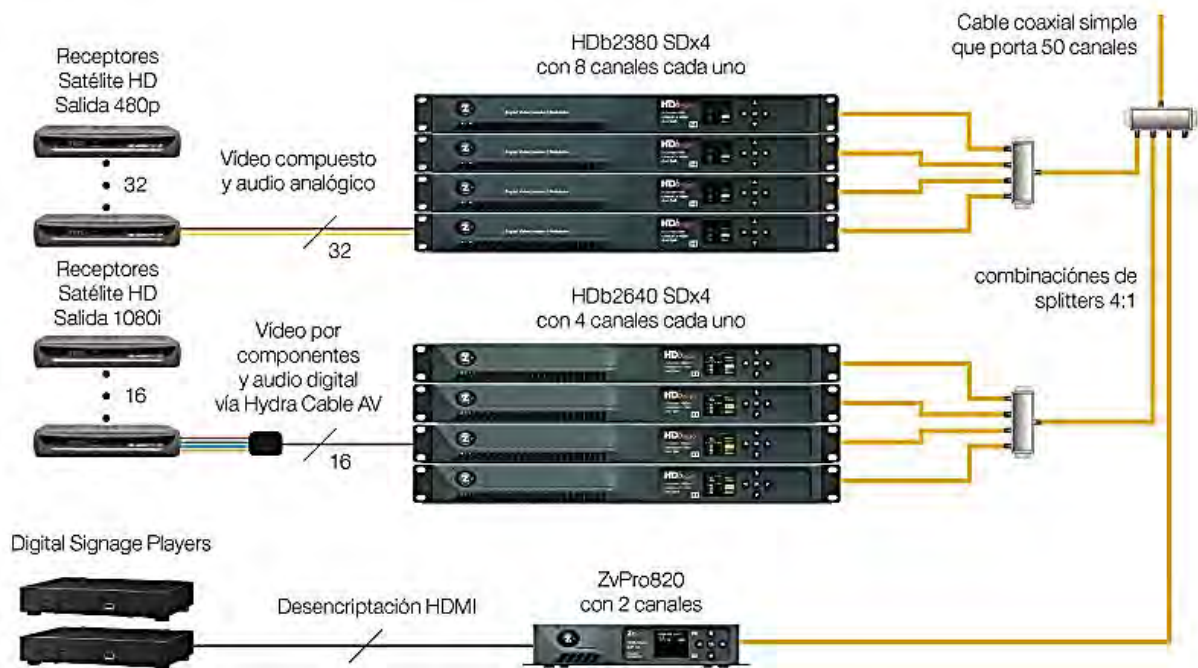 Receptores
Satélite HD
Salida 480p
32
Vídeo compuesto
y audio analógico
32
HDb2380 SDx4
con 8 canales cada uno
Cable coaxial simple
que porta 50 canales
Receptores
Satélite HD
Salida 1080i
16
Vídeo por
componentes
y audio digital
vía Hydra Cable AV
16
HDb2640 SDx4
con 4 canales cada uno
combinaciónes de
splitters 4:1
Digital Signage Players
Desencriptación HDMI
ZvPro820
con 2 canales